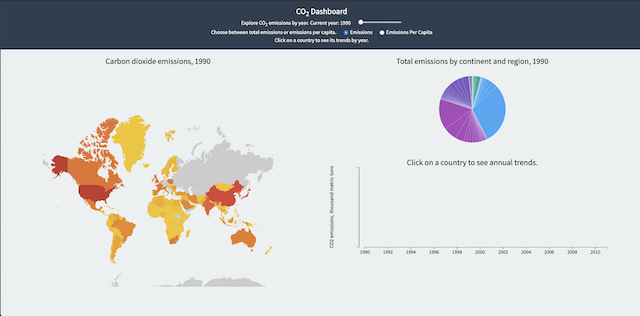 CO2 Dashboard
Explore CO2 emissions by year. Current year: 1990
Choose between total emissions or emissions per capita. Emissions Emissions Per Capita
Click on a country to see its trends by year.
Carbon dioxide emissions, 1990
Total emissions by continent and region, 1990
Click on a country to see annual trends.
CO2 emissions, thousand metric tons
1990 1992 1994 1996 1998 2000 2002 2004 2006 2008 2010